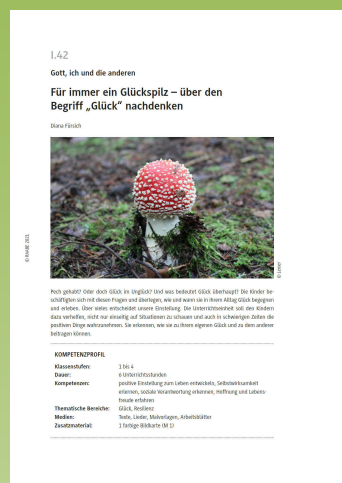 I.42
Gott, ich und die anderen
Für immer ein Glückspilz – über den
Begriff „Glück“ nachdenken
Diana Fürsich
© RAABE 2021
Pech gehabt? Oder doch Glück im Unglück? Und was bedeutet Glück überhaupt? Die Kinder be-
schäftigten sich mit diesen Fragen und überlegen, wie und wann sie in ihrem Alltag Glück begegnen
und erleben. Über vieles entscheidet unsere Einstellung. Die Unterrichtseinheit soll den Kindern
dazu verhelfen, nicht nur einseitig auf Situationen zu schauen und auch in schwierigen Zeiten die
positiven Dinge wahrzunehmen. Sie erkennen, wie sie zu ihrem eigenen Glück und zu dem anderer
beitragen können.
KOMPETENZPROFIL
Klassenstufen: 1 bis 4
Dauer: 6 Unterrichtsstunden
Kompetenzen: positive Einstellung zum Leben entwickeln, Selbstwirksamkeit
erlernen, soziale Verantwortung erkennen, Hoffnung und Lebens-
freude erfahren
Thematische Bereiche: Glück, Resilienz
Medien: Texte, Lieder, Malvorlagen, Arbeitsblätter
Zusatzmaterial: 1 farbige Bildkarte (M 1)